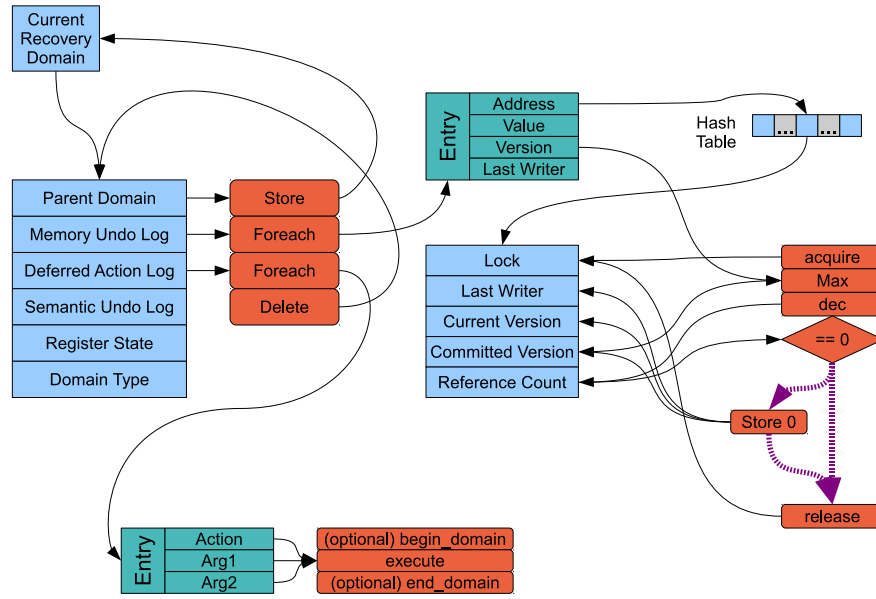 Current
Recovery
Domain
Parent Domain
Memory Undo Log
Deferred Action Log
Semantic Undo Log
Register State
Domain Type
Store
Foreach
Foreach
Delete
Entry
Address
Value
Version
Last Writer
Hash
Table
...
...
Lock
Last Writer
Current Version
Committed Version
Reference Count
acquire
Max
dec
== 0
Store 0
release
Entry
Action
Arg1
Arg2
(optional) begin_domain
execute
(optional) end_domain